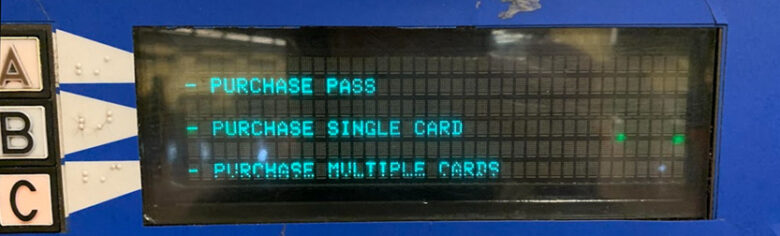 A - PURCHASE PASS
B - PURCHASE SINGLE CARD
C - PURCHASE MULTIPLE CARDS